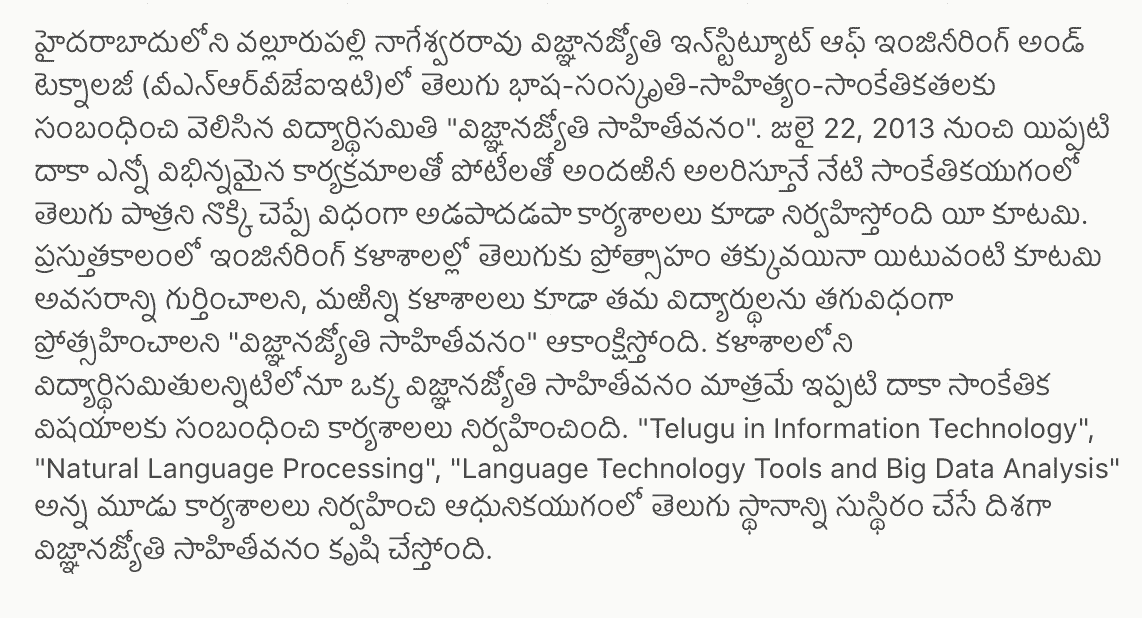 హైదరాబాదులోని వల్లూరుపల్లి నాగేశ్వరరావు విజ్ఞానజ్యోతి ఇన్‌స్టిట్యూట్ ఆఫ్ ఇంజినీరింగ్ అండ్
టెక్నాలజీ (వీఎన్ఆర్‌వీజేఐఇటి)లో తెలుగు భాష-సంస్కృతి-సాహిత్యం-సాంకేతికతలకు
సంబంధించి వెలిసిన విద్యార్థిసమితి "విజ్ఞానజ్యోతి సాహితీవనం". జులై 22, 2013 నుంచి యిప్పటి
దాకా ఎన్నో విభిన్నమైన కార్యక్రమాలతో పోటీలతో అందఱినీ అలరిస్తూనే నేటి సాంకేతికయుగంలో
తెలుగు పాత్రని నొక్కి చెప్పే విధంగా అడపాదడపా కార్యశాలలు కూడా నిర్వహిస్తోంది యీ కూటమి.
ప్రస్తుతకాలంలో ఇంజినీరింగ్ కళాశాలల్లో తెలుగుకు ప్రోత్సాహం తక్కువయినా యిటువంటి కూటమి
అవసరాన్ని గుర్తించాలని, మఱిన్ని కళాశాలలు కూడా తమ విద్యార్థులను తగువిధంగా
ప్రోత్సహించాలని "విజ్ఞానజ్యోతి సాహితీవనం" ఆకాంక్షిస్తోంది. కళాశాలలోని
విద్యార్థిసమితులన్నిటిలోనూ ఒక్క విజ్ఞానజ్యోతి సాహితీవనం మాత్రమే ఇప్పటి దాకా సాంకేతిక
విషయాలకు సంబంధించి కార్యశాలలు నిర్వహించింది. "Telugu in Information Technology",
"Natural Language Processing", "Language Technology Tools and Big Data Analysis"
అన్న మూడు కార్యశాలలు నిర్వహించి ఆధునికయుగంలో తెలుగు స్థానాన్ని సుస్థిరం చేసే దిశగా
విజ్ఞానజ్యోతి సాహితీవనం కృషి చేస్తోంది.